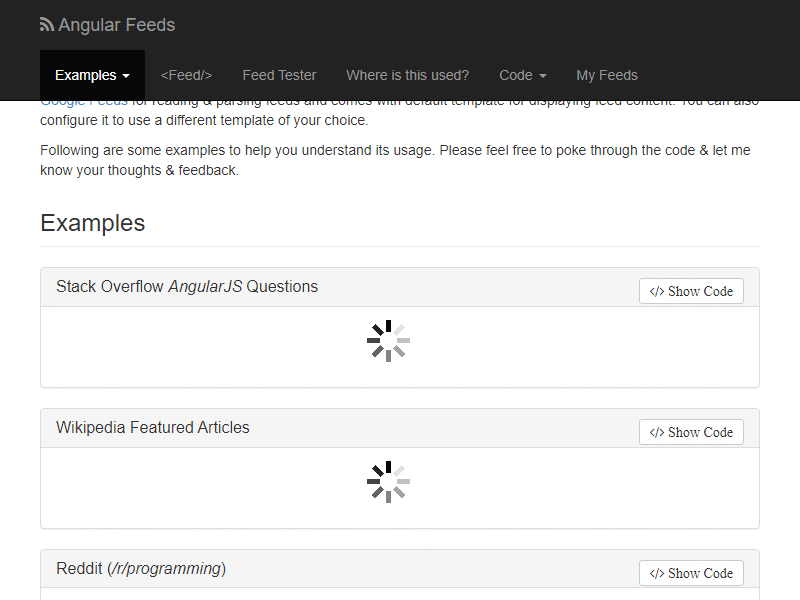 Angular Feeds
Examples
<Feed/>
Feed Tester
Where is this used?
Code
My Feeds
Google Feeds for reading & parsing feeds and comes with default template for displaying feed content. You can also
configure it to use a different template of your choice.
Following are some examples to help you understand its usage. Please feel free to poke through the code & let me
know your thoughts & feedback.
Examples
Stack Overflow AngularJS Questions
</> Show Code
Wikipedia Featured Articles
</> Show Code
Reddit (/r/programming)
</> Show Code